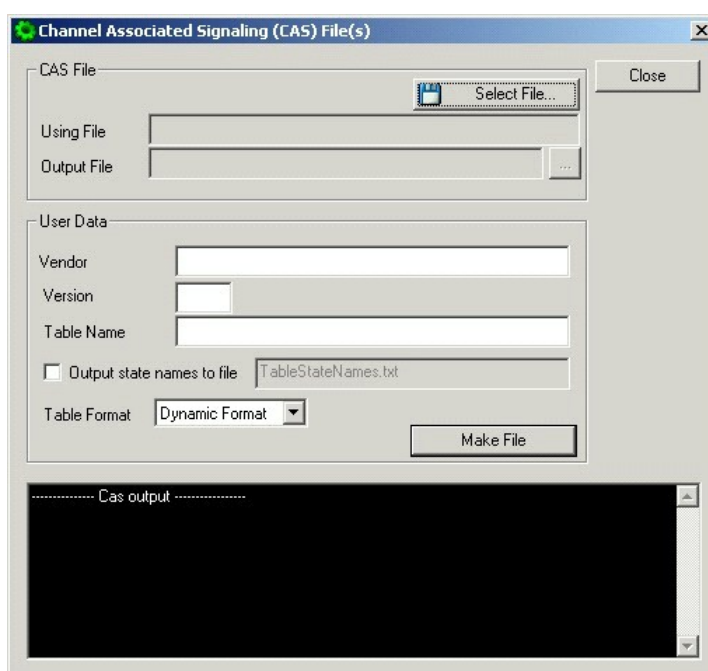 Channel Associated Signaling (CAS) File(s)
CAS File
Select File...
Close
Using File
Output File
...
User Data
Vendor
Version
Table Name
Output state names to file TableStateNames.txt
Table Format Dynamic Format
Make File
-------------- Cas output ----------------